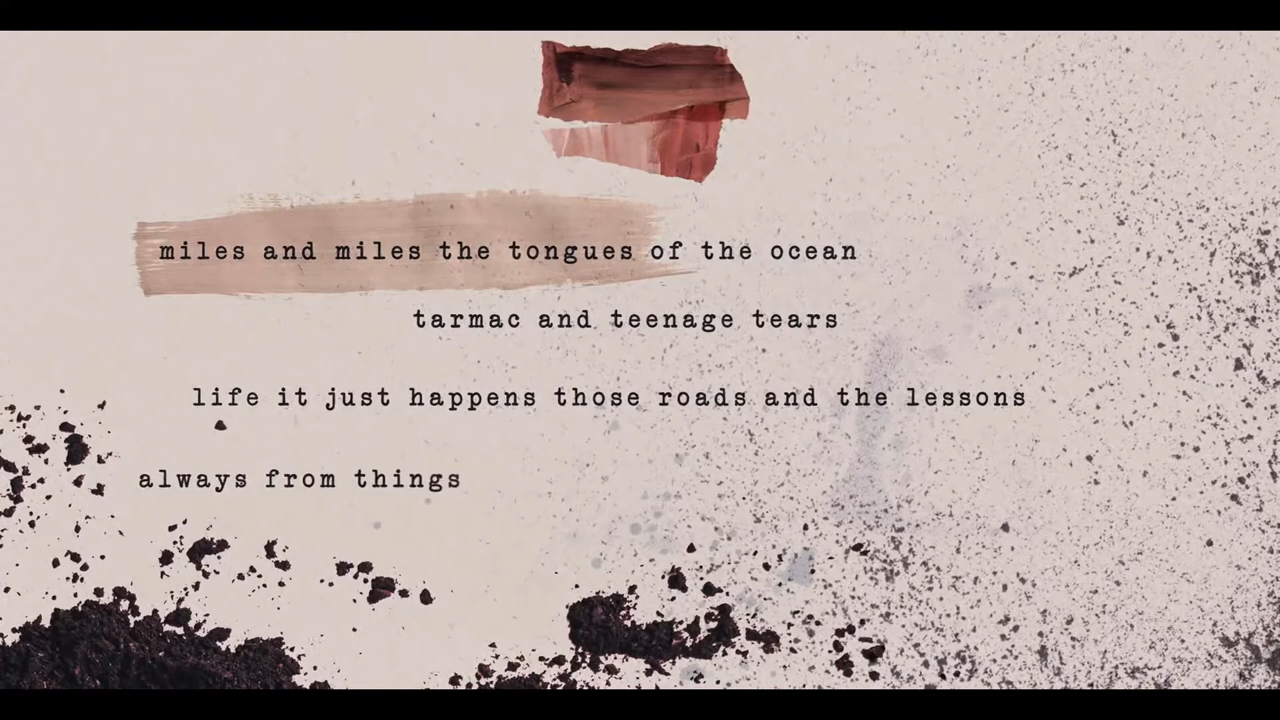 miles and miles the tongues of the ocean
tarmac and teenage tears
life it just happens those roads and the lessons
always from things